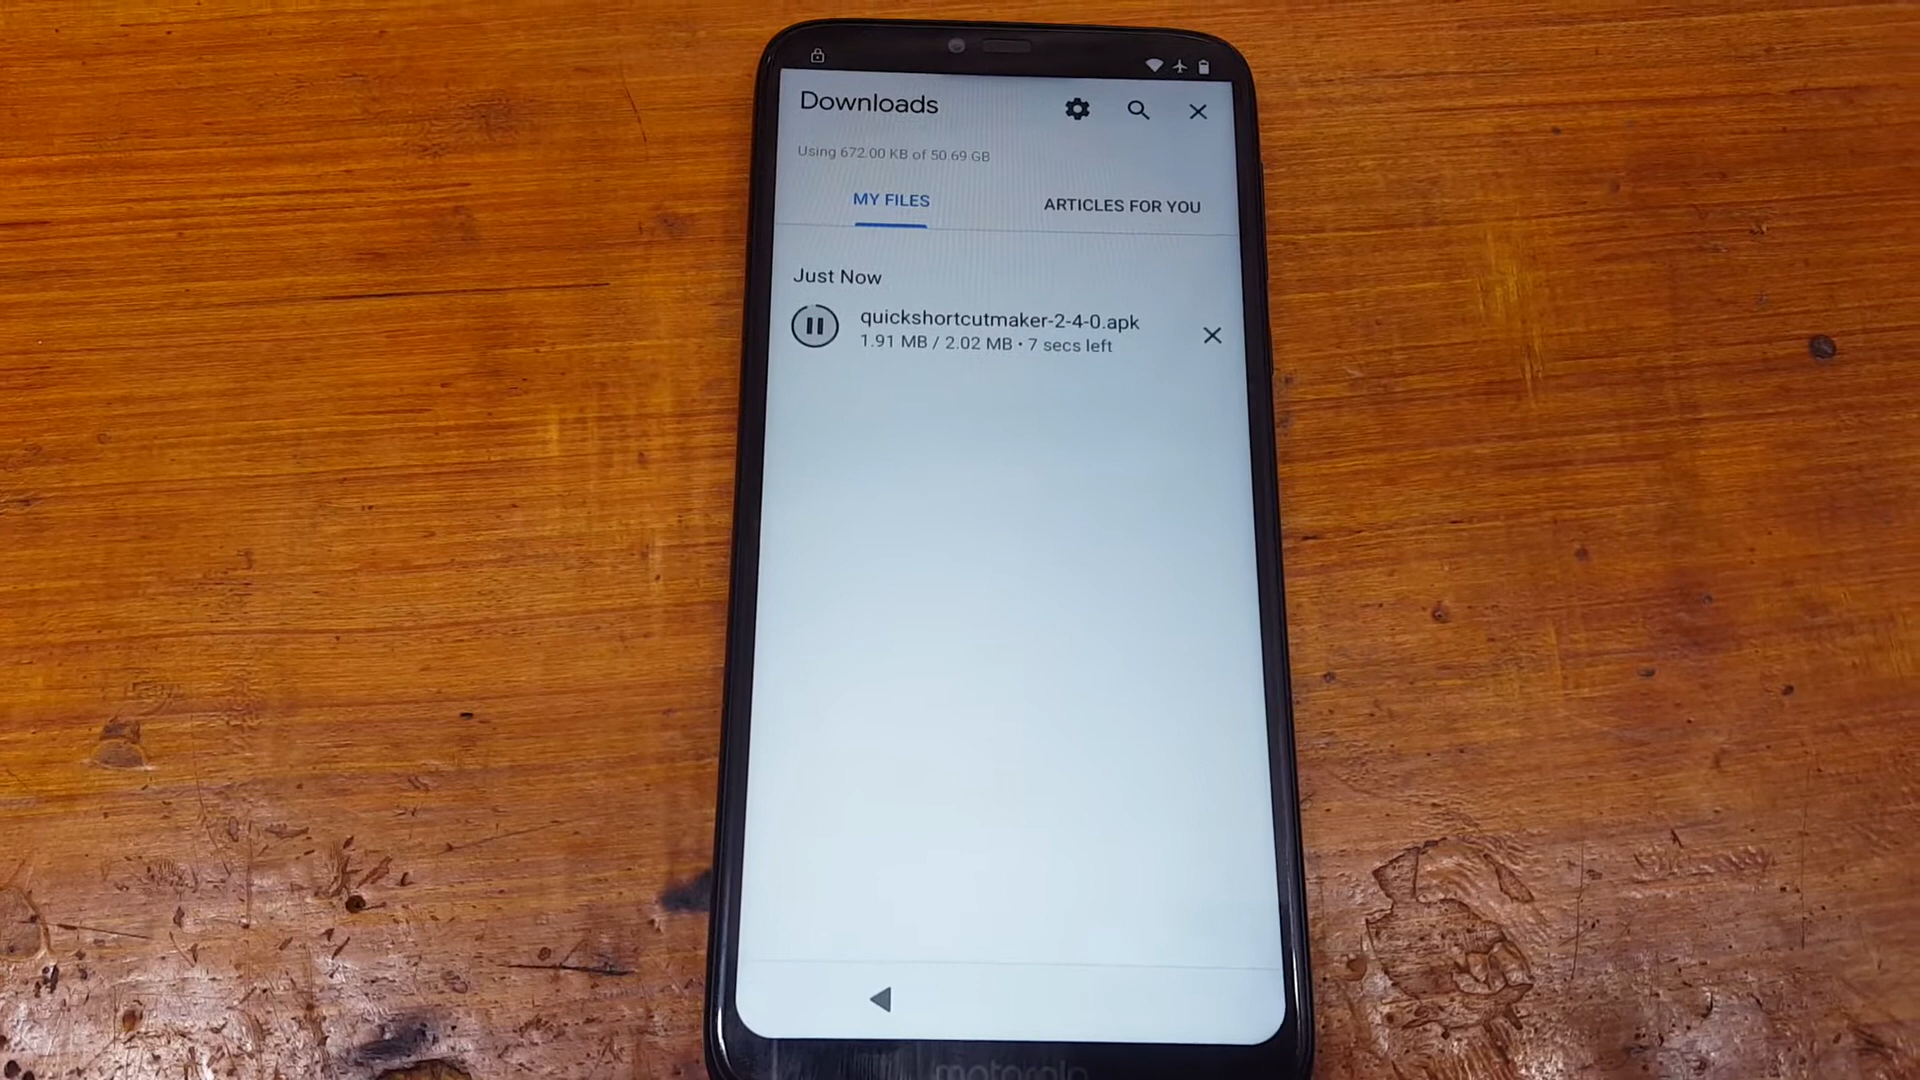 Downloads
Using 672.00 KB of 50.69 GB
MY FILES
ARTICLES FOR YOU
Just Now
quickshortcutmaker-2-4-0.apk
1.91 MB / 2.02 MB • 7 secs left
motorola